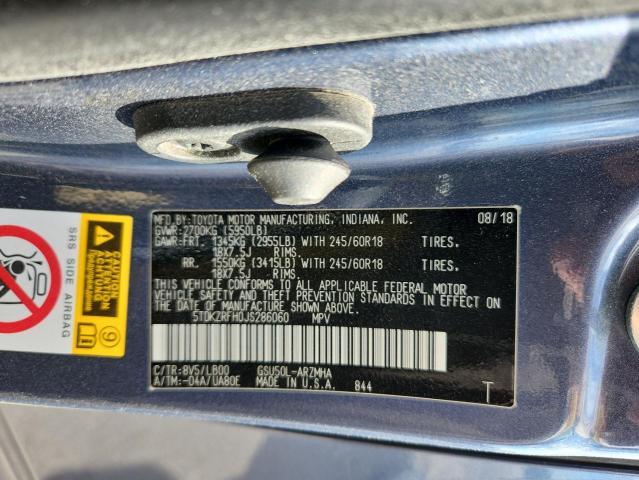 MFD.BY:TOYOTA MOTOR MANUFACTURING, INDIANA, INC. 08/18
GVWR:2700KG (5950LB)
GAWR:FRT. 1345KG (2955LB) WITH 245/60R18 TIRES.
18X7.5J RIMS.
RR. 1550KG (3415LB) WITH 245/60R18 TIRES.
18X7.5J RIMS.
THIS VEHICLE CONFORMS TO ALL APPLICABLE FEDERAL MOTOR
VEHICLE SAFETY, BUMPER, AND THEFT PREVENTION STANDARDS IN EFFECT ON
THE DATE OF MANUFACTURE SHOWN ABOVE.
5TDKZRFH0JS286060 MPV
C/TR:8V5/LB00 GSU50L-ARZMHA
A/TM:-04A/UA80E MADE IN U.S.A. 844
T
SRS SIDE AIRBAG
CAUTION
9